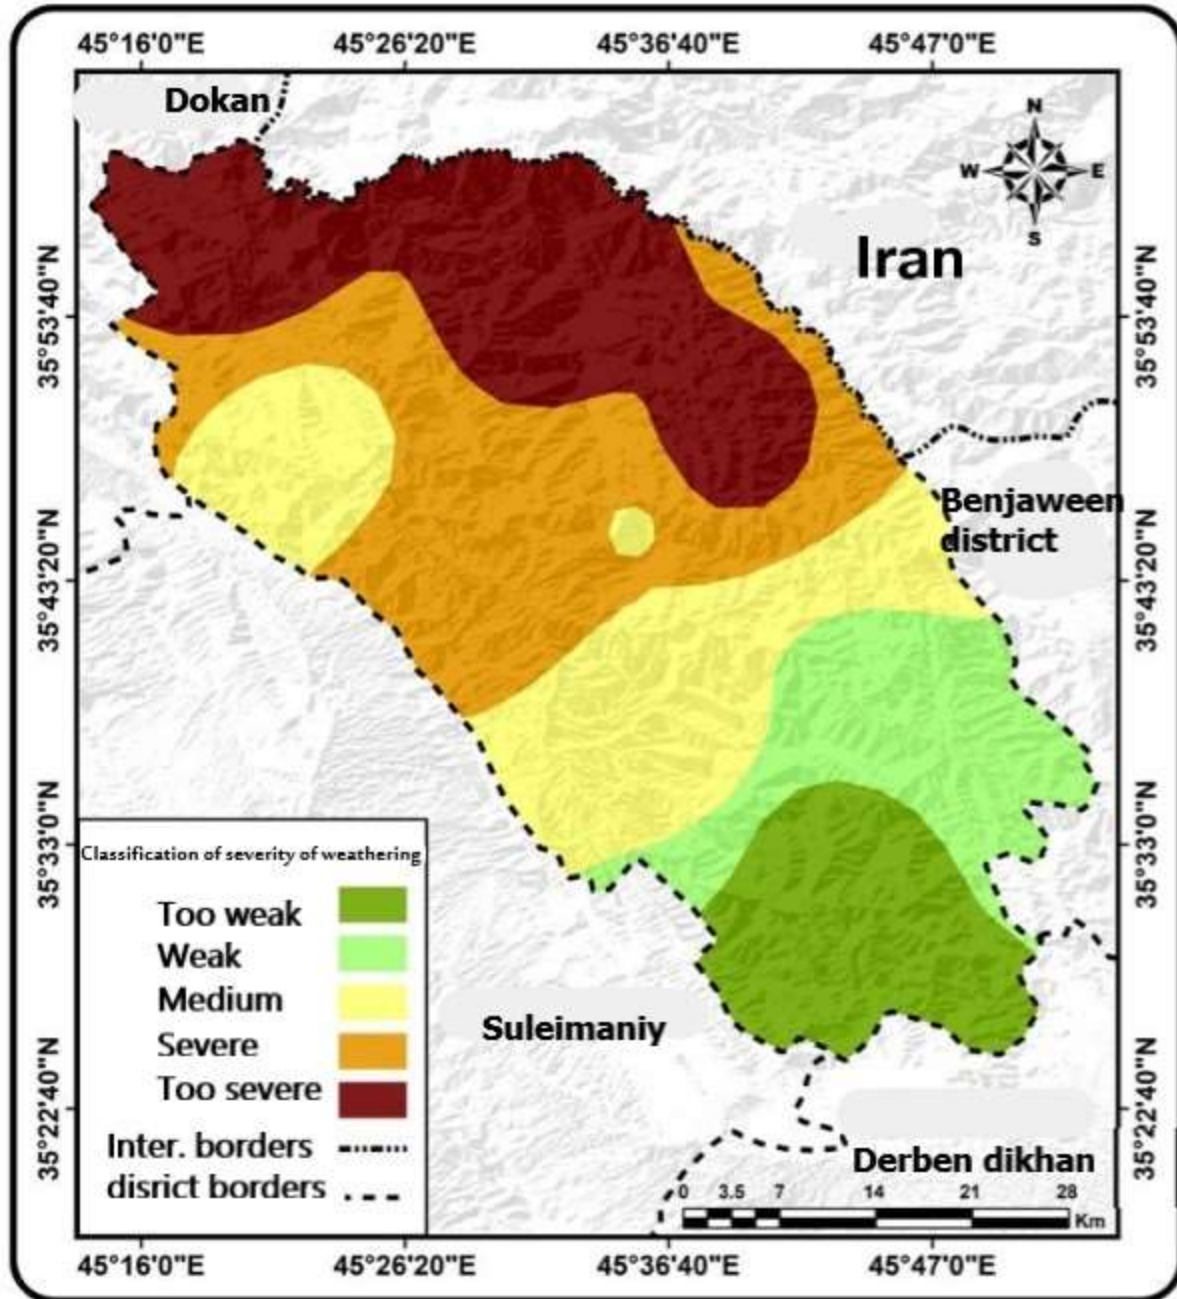 45°16'0"E 45°26'20"E 45°36'40"E 45°47'0"E
Dokan
N
W E
S
Iran
35°53'40"N
35°53'40"N
Benjaween
district
35°43'20"N
35°43'20"N
35°33'0"N
35°33'0"N
Classification of severity of weathering
Too weak
Weak
Medium
Severe
Too severe
Inter. borders
disrict borders
Suleimaniy
35°22'40"N
35°22'40"N
Derben dikhan
0 3.5 7 14 21 28
Km
45°16'0"E 45°26'20"E 45°36'40"E 45°47'0"E